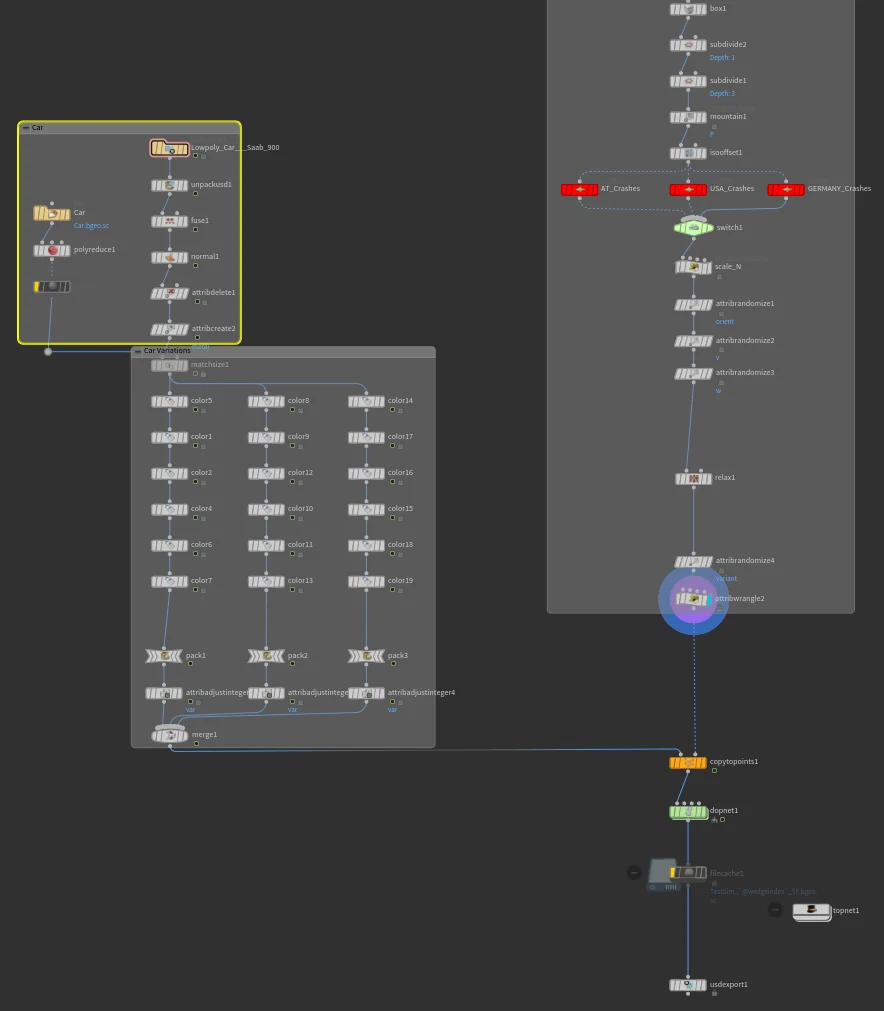 box1
subdivide2
Depth: 1
subdivide1
Depth: 3
mountain1
P
isooffset1
AT_Crashes
USA_Crashes
GERMANY_Crashes
switch1
scale_N
attribrandomize1
orient
attribrandomize2
v
attribrandomize3
w
relax1
attribrandomize4
variant
attribwrangle2
Car
Lowpoly_Car__Saab_900
unpackusd1
Car
Car.bgeo.sc
fuse1
polyreduce1
normal1
attribdelete1
attribcreate2
Car Variations
matchsize1
color5
color8
color14
color1
color9
color17
color2
color12
color16
color4
color10
color15
color6
color11
color18
color7
color13
color19
pack1
pack2
pack3
attribadjustinteger
attribadjustintege
attribadjustinteger4
var
var
var
merge1
copytopoints1
dopnet1
filecache1
topnet1
usdexport1